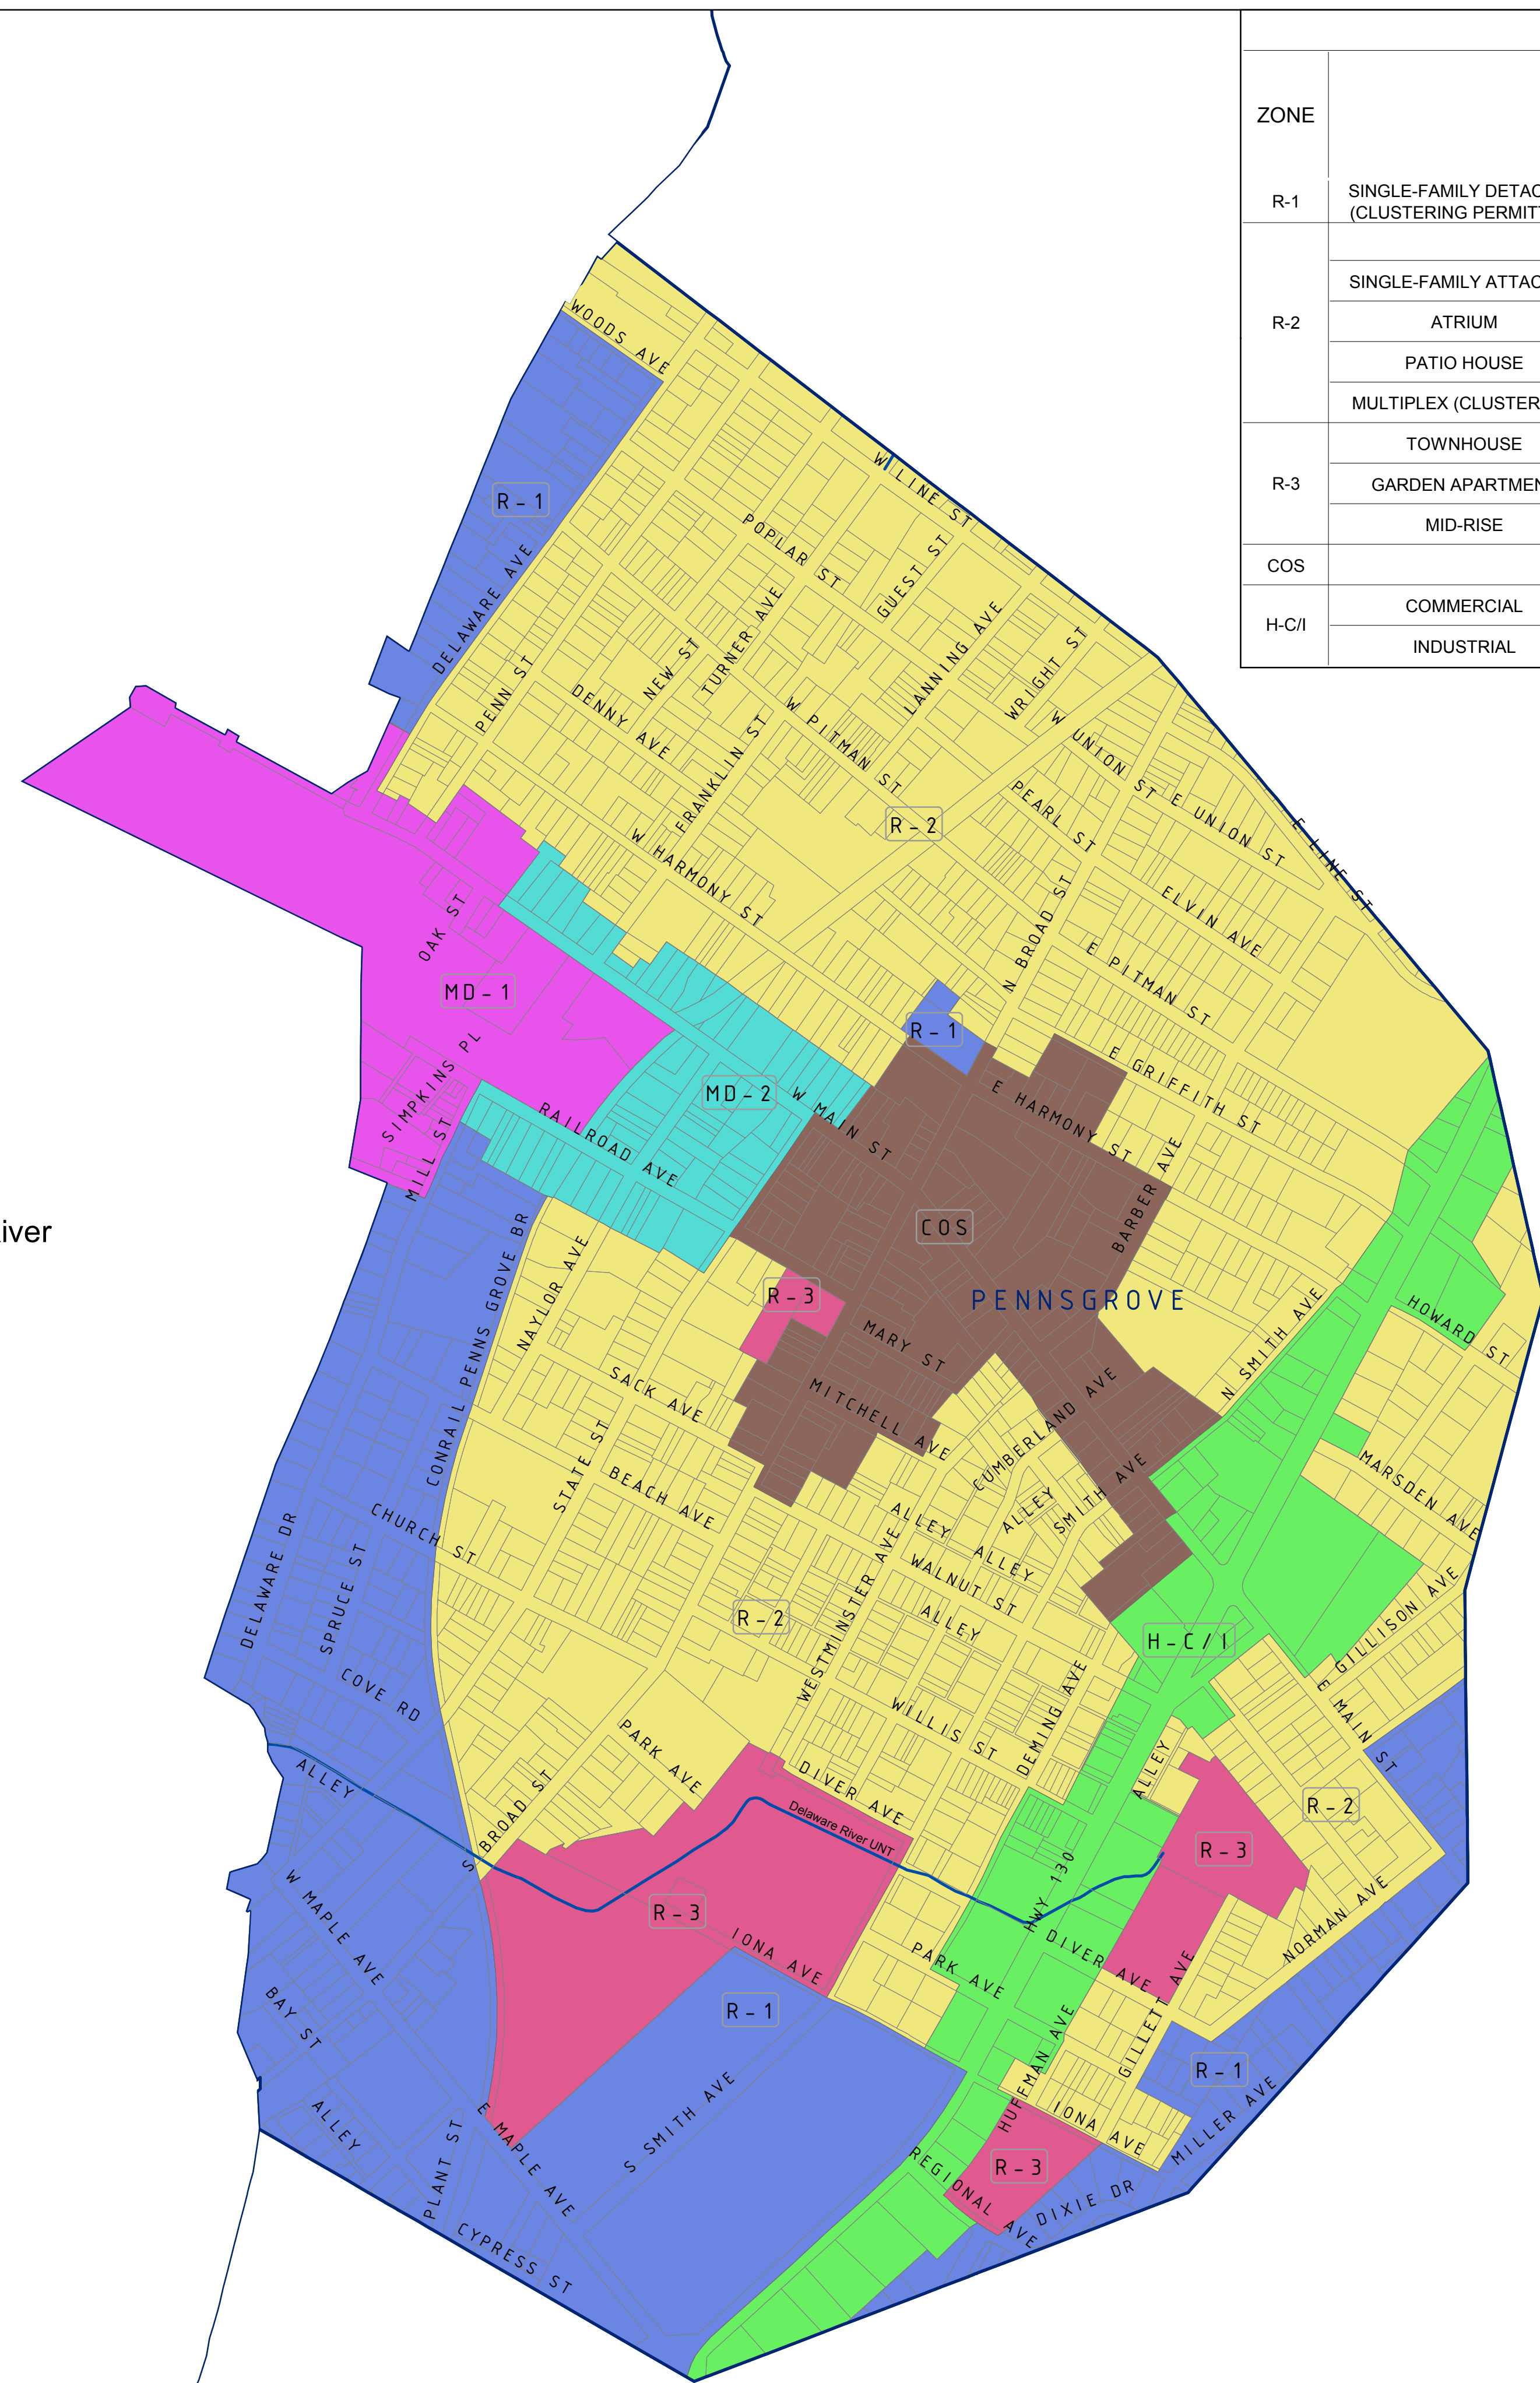 ZONE
R-1
SINGLE-FAMILY DETAC
(CLUSTERING PERMIT
R-2
SINGLE-FAMILY ATTAC
ATRIUM
PATIO HOUSE
MULTIPLEX (CLUSTER
R-3
TOWNHOUSE
GARDEN APARTMEN
MID-RISE
COS
H-C/I
COMMERCIAL
INDUSTRIAL
WOODS AVE
W LINE ST
R-1
POPLAR ST
GUEST ST
DELAWARE AVE
TURNER AVE
LANNING AVE
WRIGHT ST
NEW ST
PENN ST
DENNY AVE
W PITMAN ST
W UNION ST
FRANKLIN ST
PEARL ST
E UNION ST
R-2
E LINE ST
W HARMONY ST
OAK ST
N BROAD ST
ELVIN AVE
E PITMAN ST
MD-1
R-1
SIMPKINS PL
MD-2
W MAIN ST
E HARMONY ST
E GRIFFITH ST
RAILROAD AVE
MILL ST
BARBER AVE
iver
COS
CONRAIL PENNS GROVE BR
NAYLOR AVE
R-3
PENNSGROVE
HOWARD ST
MARY ST
N SMITH AVE
SACK AVE
MITCHELL AVE
CUMBERLAND AVE
STATE ST
BEACH AVE
SMITH AVE
MARSDEN AVE
ALLEY
ALLEY
CHURCH ST
ALLEY
DELAWARE DR
SPRUCE ST
WALNUT ST
WESTMINSTER AVE
R-2
ALLEY
GILLISON AVE
H-C/I
COVE RD
E MAIN ST
WILLIS ST
DEMING AVE
PARK AVE
ALLEY
ALLEY
DIVER AVE
R-2
S BROAD ST
Delaware River UNT
R-3
W MAPLE AVE
R-3
HWY 130
NORMAN AVE
IONA AVE
PARK AVE
DIVER AVE
BAY ST
R-1
GILLETT AVE
HUFFMAN AVE
R-1
S SMITH AVE
ALLEY
E MAPLE AVE
IONA AVE
MILLER AVE
PLANT ST
R-3
REGIONAL AVE
DIXIE DR
CYPRESS ST